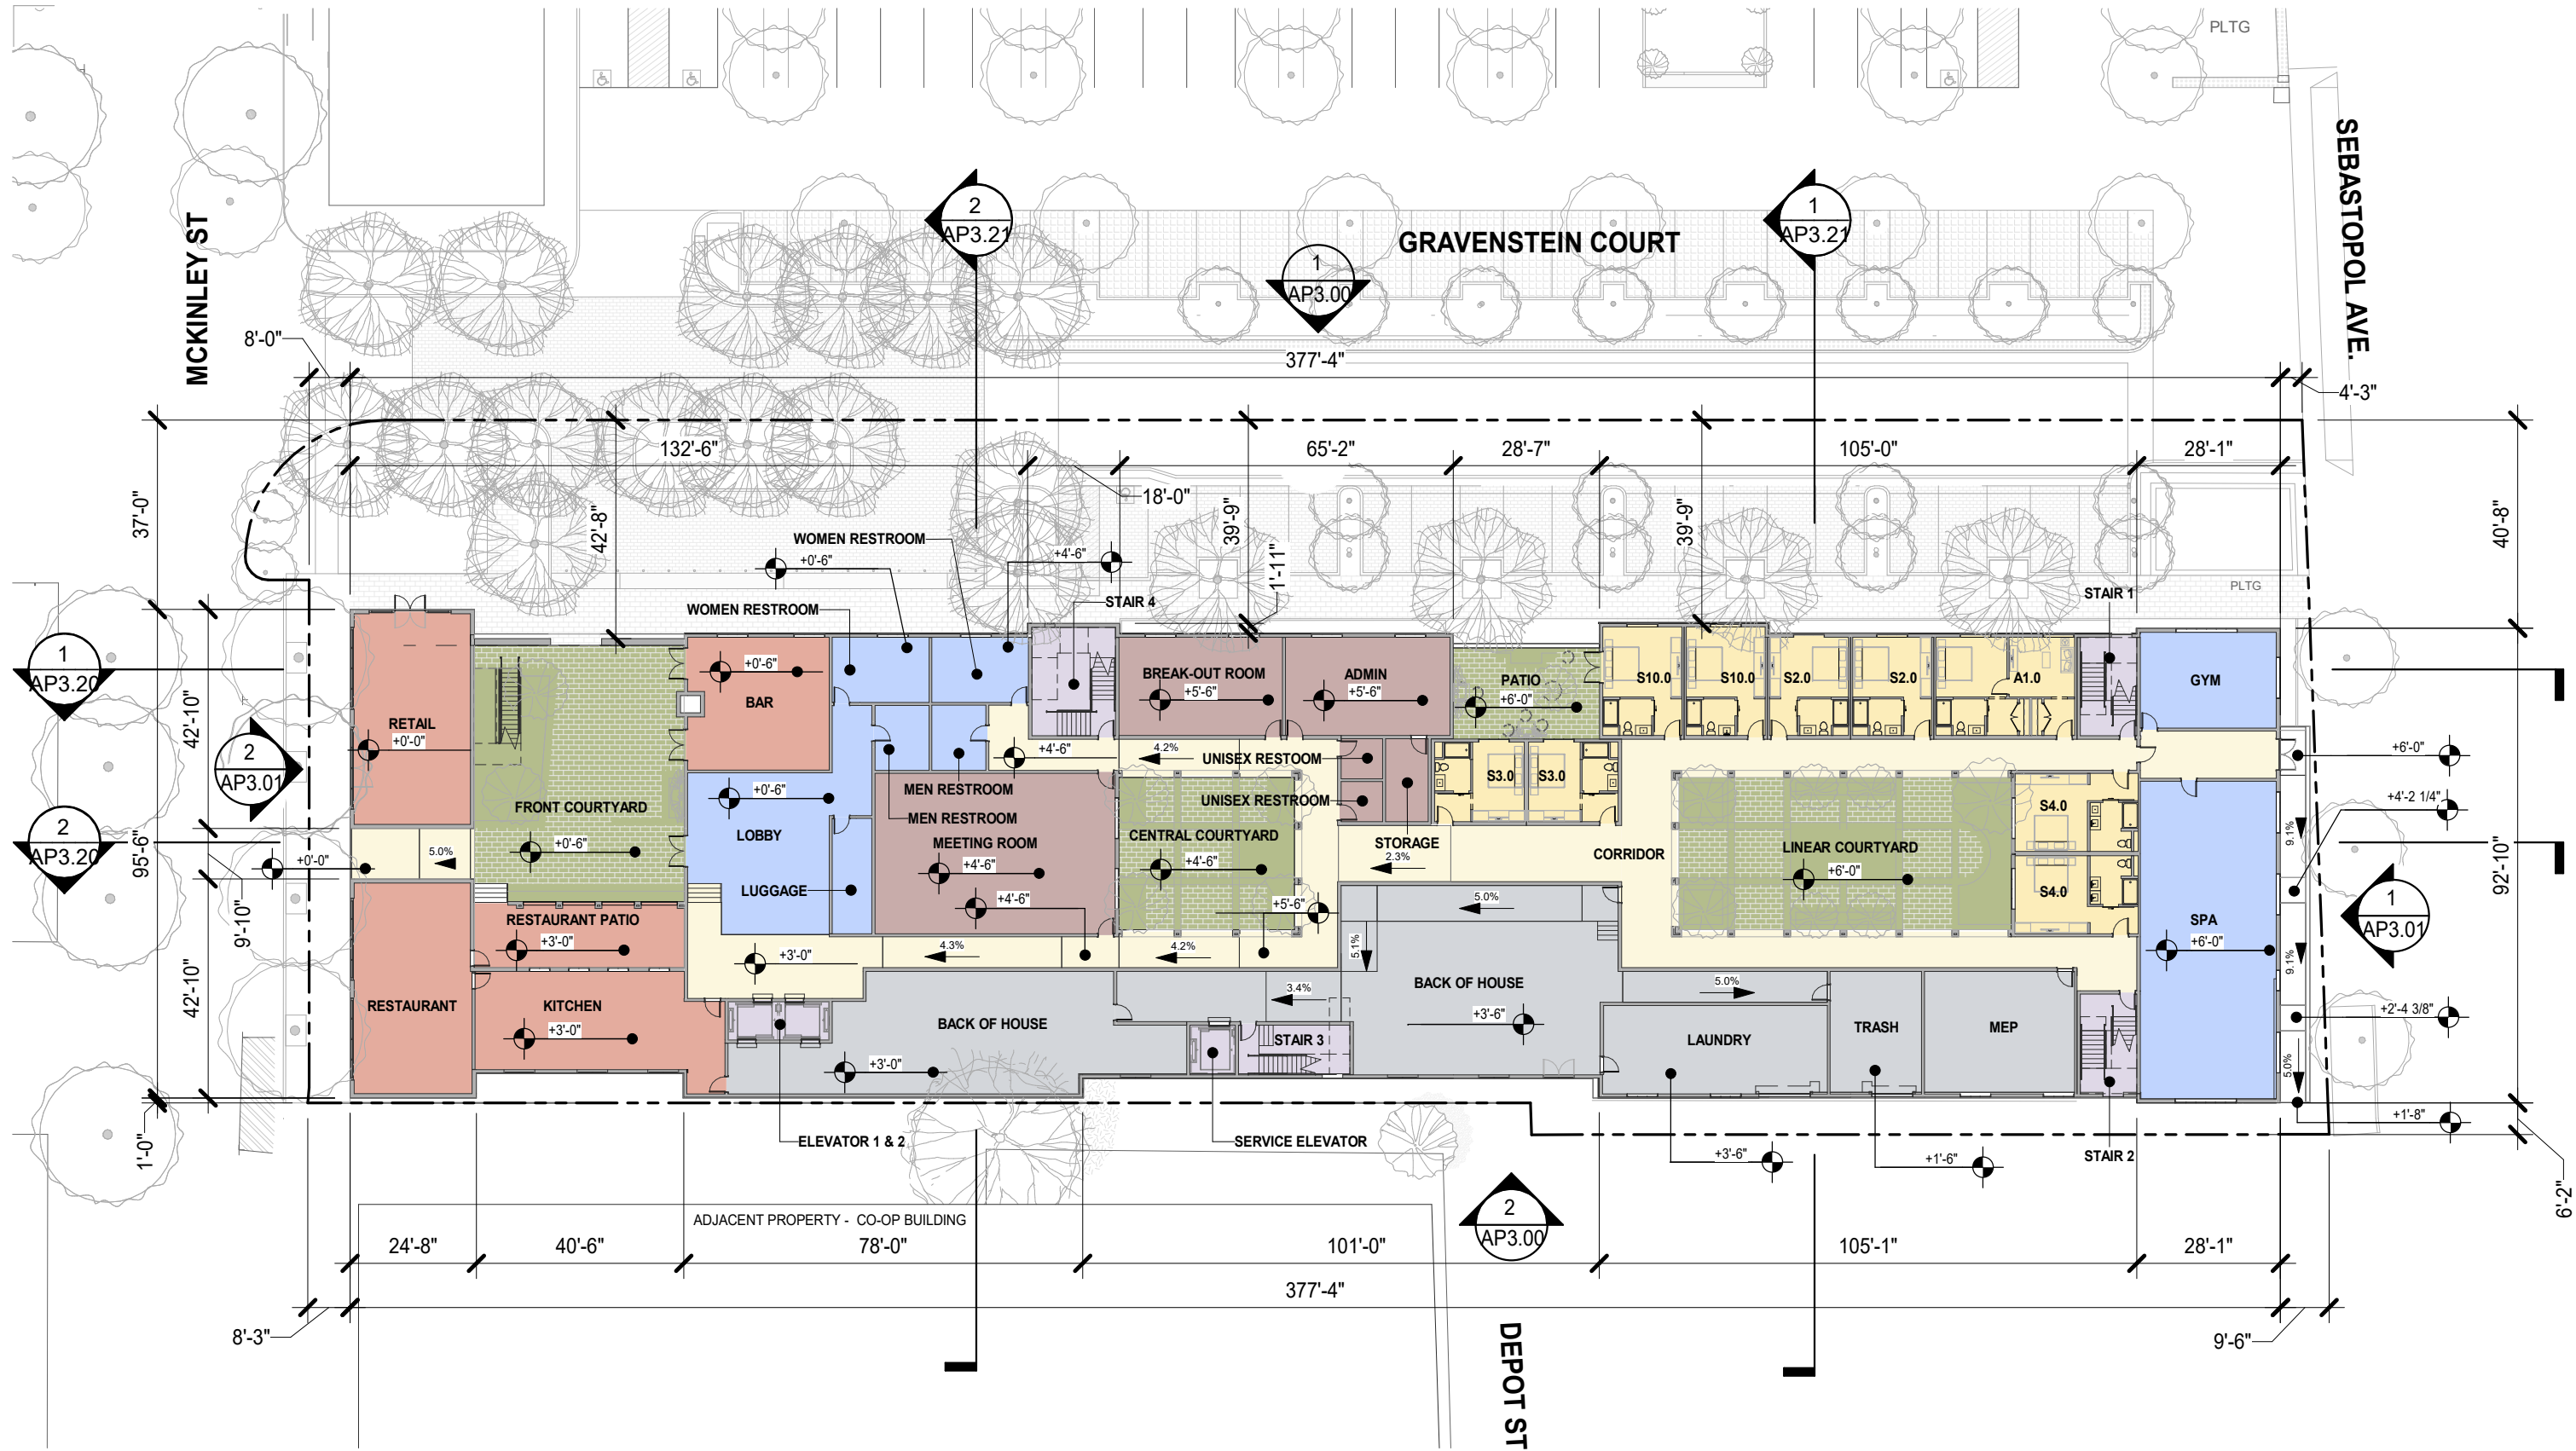 PLTG
MCKINLEY ST
SEBASTOPOL AVE.
2
AP3.21
1
AP3.21
GRAVENSTEIN COURT
1
AP3.00
8'-0"
377'-4"
4'-3"
132'-6"
65'-2"
28'-7"
105'-0"
28'-1"
18'-0"
37'-0"
42'-8"
39'-9"
1'-11"
39'-9"
40'-8"
WOMEN RESTROOM
+0'-6"
+4'-6"
WOMEN RESTROOM
STAIR 4
STAIR 1
PLTG
1
AP3.20
2
AP3.01
2
AP3.20
42'-10"
95'-6"
9'-10"
42'-10"
1'-0"
RETAIL
+0'-0"
BAR
+0'-6"
BREAK-OUT ROOM
+5'-6"
ADMIN
+5'-6"
PATIO
+6'-0"
S10.0
S10.0
S2.0
S2.0
A1.0
GYM
+4'-6"
4.2%
UNISEX RESTOOM
S3.0
S3.0
+6'-0"
FRONT COURTYARD
+0'-6"
LOBBY
+0'-6"
MEN RESTROOM
MEN RESTROOM
UNISEX RESTROOM
S4.0
+4'-2 1/4"
5.0%
+0'-0"
MEETING ROOM
+4'-6"
+4'-6"
CENTRAL COURTYARD
+4'-6"
STORAGE
2.3%
CORRIDOR
LINEAR COURTYARD
+6'-0"
9.1%
92'-10"
LUGGAGE
S4.0
RESTAURANT PATIO
+3'-0"
+5'-6"
5.0%
SPA
+6'-0"
1
AP3.01
+3'-0"
4.3%
4.2%
5.1%
9.1%
RESTAURANT
KITCHEN
+3'-0"
BACK OF HOUSE
+3'-0"
3.4%
BACK OF HOUSE
+3'-6"
5.0%
LAUNDRY
TRASH
MEP
STAIR 3
+2'-4 3/8"
5.0%
+1'-8"
ELEVATOR 1 & 2
SERVICE ELEVATOR
+3'-6"
+1'-6"
STAIR 2
6'-2"
2
AP3.00
ADJACENT PROPERTY - CO-OP BUILDING
24'-8"
40'-6"
78'-0"
101'-0"
105'-1"
28'-1"
377'-4"
8'-3"
9'-6"
DEPOT ST